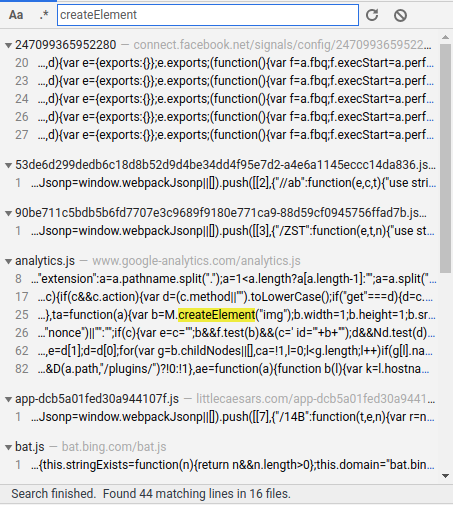 Aa .* createElement
247099365952280 — connect.facebook.net/signals/config/2470993659522…
20 …,d){var e={exports:{}};e.exports;(function(){var f=a.fbq;f.execStart=a.perf…
22 …,d){var e={exports:{}};e.exports;(function(){var f=a.fbq;f.execStart=a.perf…
24 …,d){var e={exports:{}};e.exports;(function(){var f=a.fbq;f.execStart=a.perf…
26 …,d){var e={exports:{}};e.exports;(function(){var f=a.fbq;f.execStart=a.perf…
27 …,d){var e={exports:{}};e.exports;(function(){var f=a.fbq;f.execStart=a.perf…
53de6d299dedb6c18d8b52d9d4be34dd4f95e7d2-a4e6a1145eccc14da836.js…
1 …Jsonp=window.webpackJsonp||[]).push([[2],{"//ab":function(e,c,t){"use stri…
90be711c5bdb5b6fd7707e3c9689f9180e771ca9-88d59cf0945756ffad7b.js…
1 …Jsonp=window.webpackJsonp||[]).push([[3],{"/ZST":function(e,t,n){"use st…
analytics.js — www.google-analytics.com/analytics.js
8 …"extension":a=a.pathname.split(".");a=1<a.length?a[a.length-1]:"";a=a.split("…
17 …c){if(c&&c.action){var d=(c.method||"").toLowerCase();if("get"===d){d=c.…
25 …},ta=function(a){var b=M.createElement("img");b.width=1;b.height=1;b.sr…
26 …"nonce")||"":"";if(c){var e=c="";b&&f.test(b)&&(c=' id="'+b+'"');d&&Nd.test(d)…
62 …,e=d[1];d=d[0];for(var g=b.childNodes||[],ca=!1,l=0;l<g.length;l++)if(g[l].na…
82 …&D(a.path,"/plugins/")?!0:!1},ae=function(a){function b(l){var k=l.hostna…
app-dcb5a01fed30a944107f.js — littlecaesars.com/app-dcb5a01fed30a9441…
1 …Jsonp=window.webpackJsonp||[]).push([[7],{"/14B":function(t,e,n){var r=n…
bat.js — bat.bing.com/bat.js
1 …{this.stringExists=function(n){return n&&n.length>0};this.domain="bat.bin…
Search finished. Found 44 matching lines in 16 files.